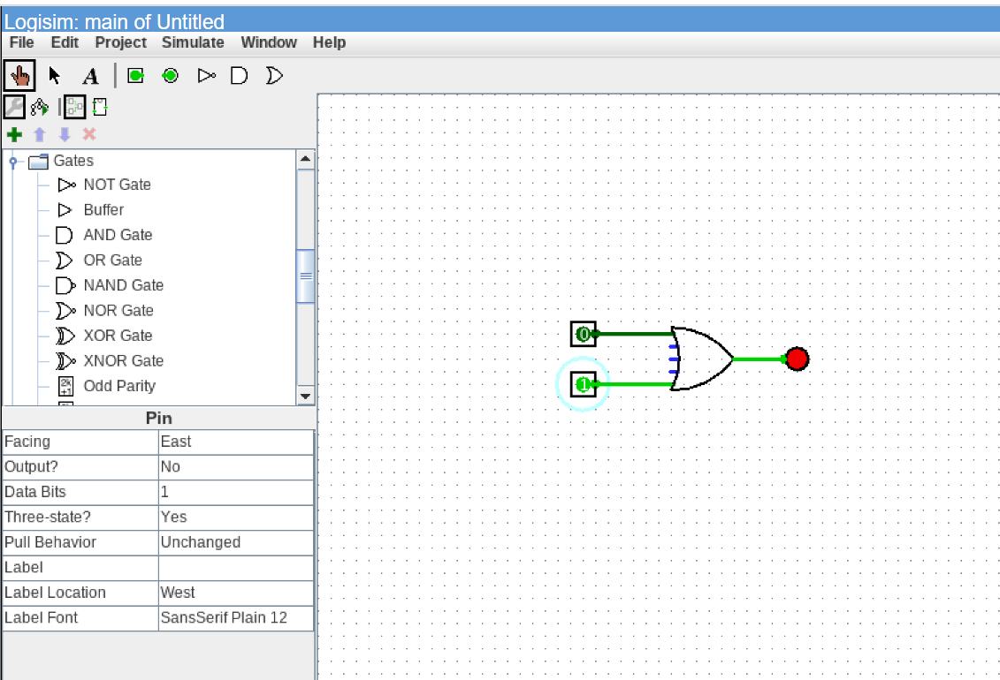 Logisim: main of Untitled
File Edit Project Simulate Window Help
A
Gates
NOT Gate
Buffer
AND Gate
OR Gate
NAND Gate
NOR Gate
XOR Gate
XNOR Gate
2k
+1
Odd Parity
0
1
Pin
Facing East
Output? No
Data Bits 1
Three-state? Yes
Pull Behavior Unchanged
Label
Label Location West
Label Font SansSerif Plain 12